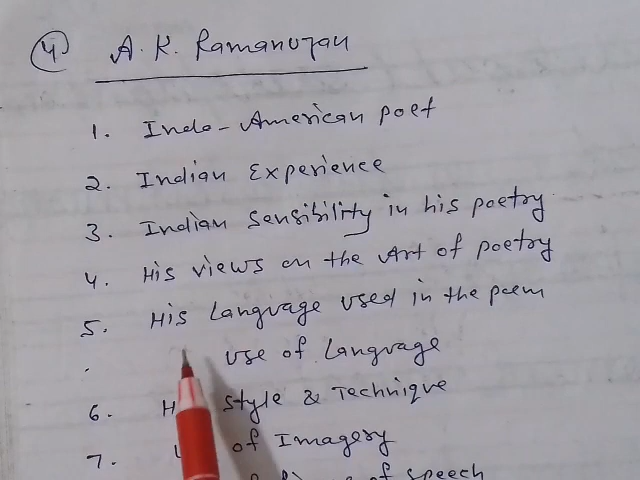 4 A. K. Ramanujan
1. Indo-American poet
2. Indian Experience
3. Indian Sensibility in his poetry
4. His views on the Art of poetry
5. His Language used in the poem
use of Language
6. Style & Technique
7. of Imagery
of speech